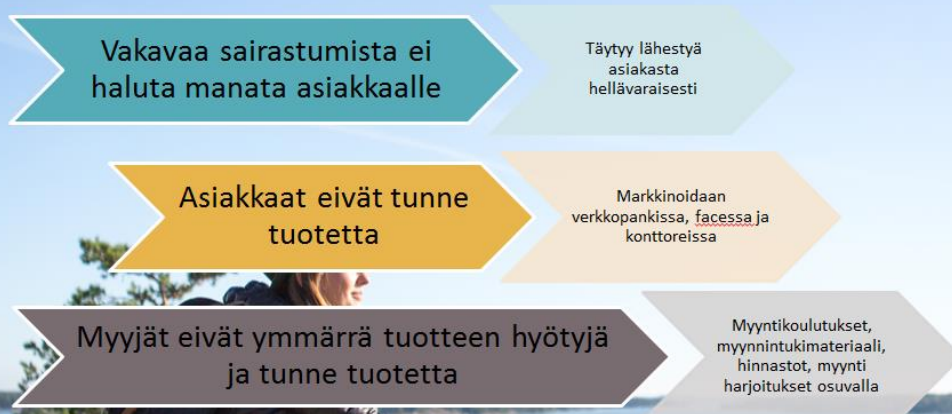 Vakavaa sairastumista ei
haluta manata asiakkaalle
Täytyy lähestyä
asiakasta
hellävaraisesti
Asiakkaat eivät tunne
tuotetta
Markkinoidaan
verkkopankissa, facessa ja
konttoreissa
Myyjät eivät ymmärrä tuotteen hyötyjä
ja tunne tuotetta
Myyntikoulutukset,
myynnintukimateriaali,
hinnastot, myynti
harjoitukset osuvalla